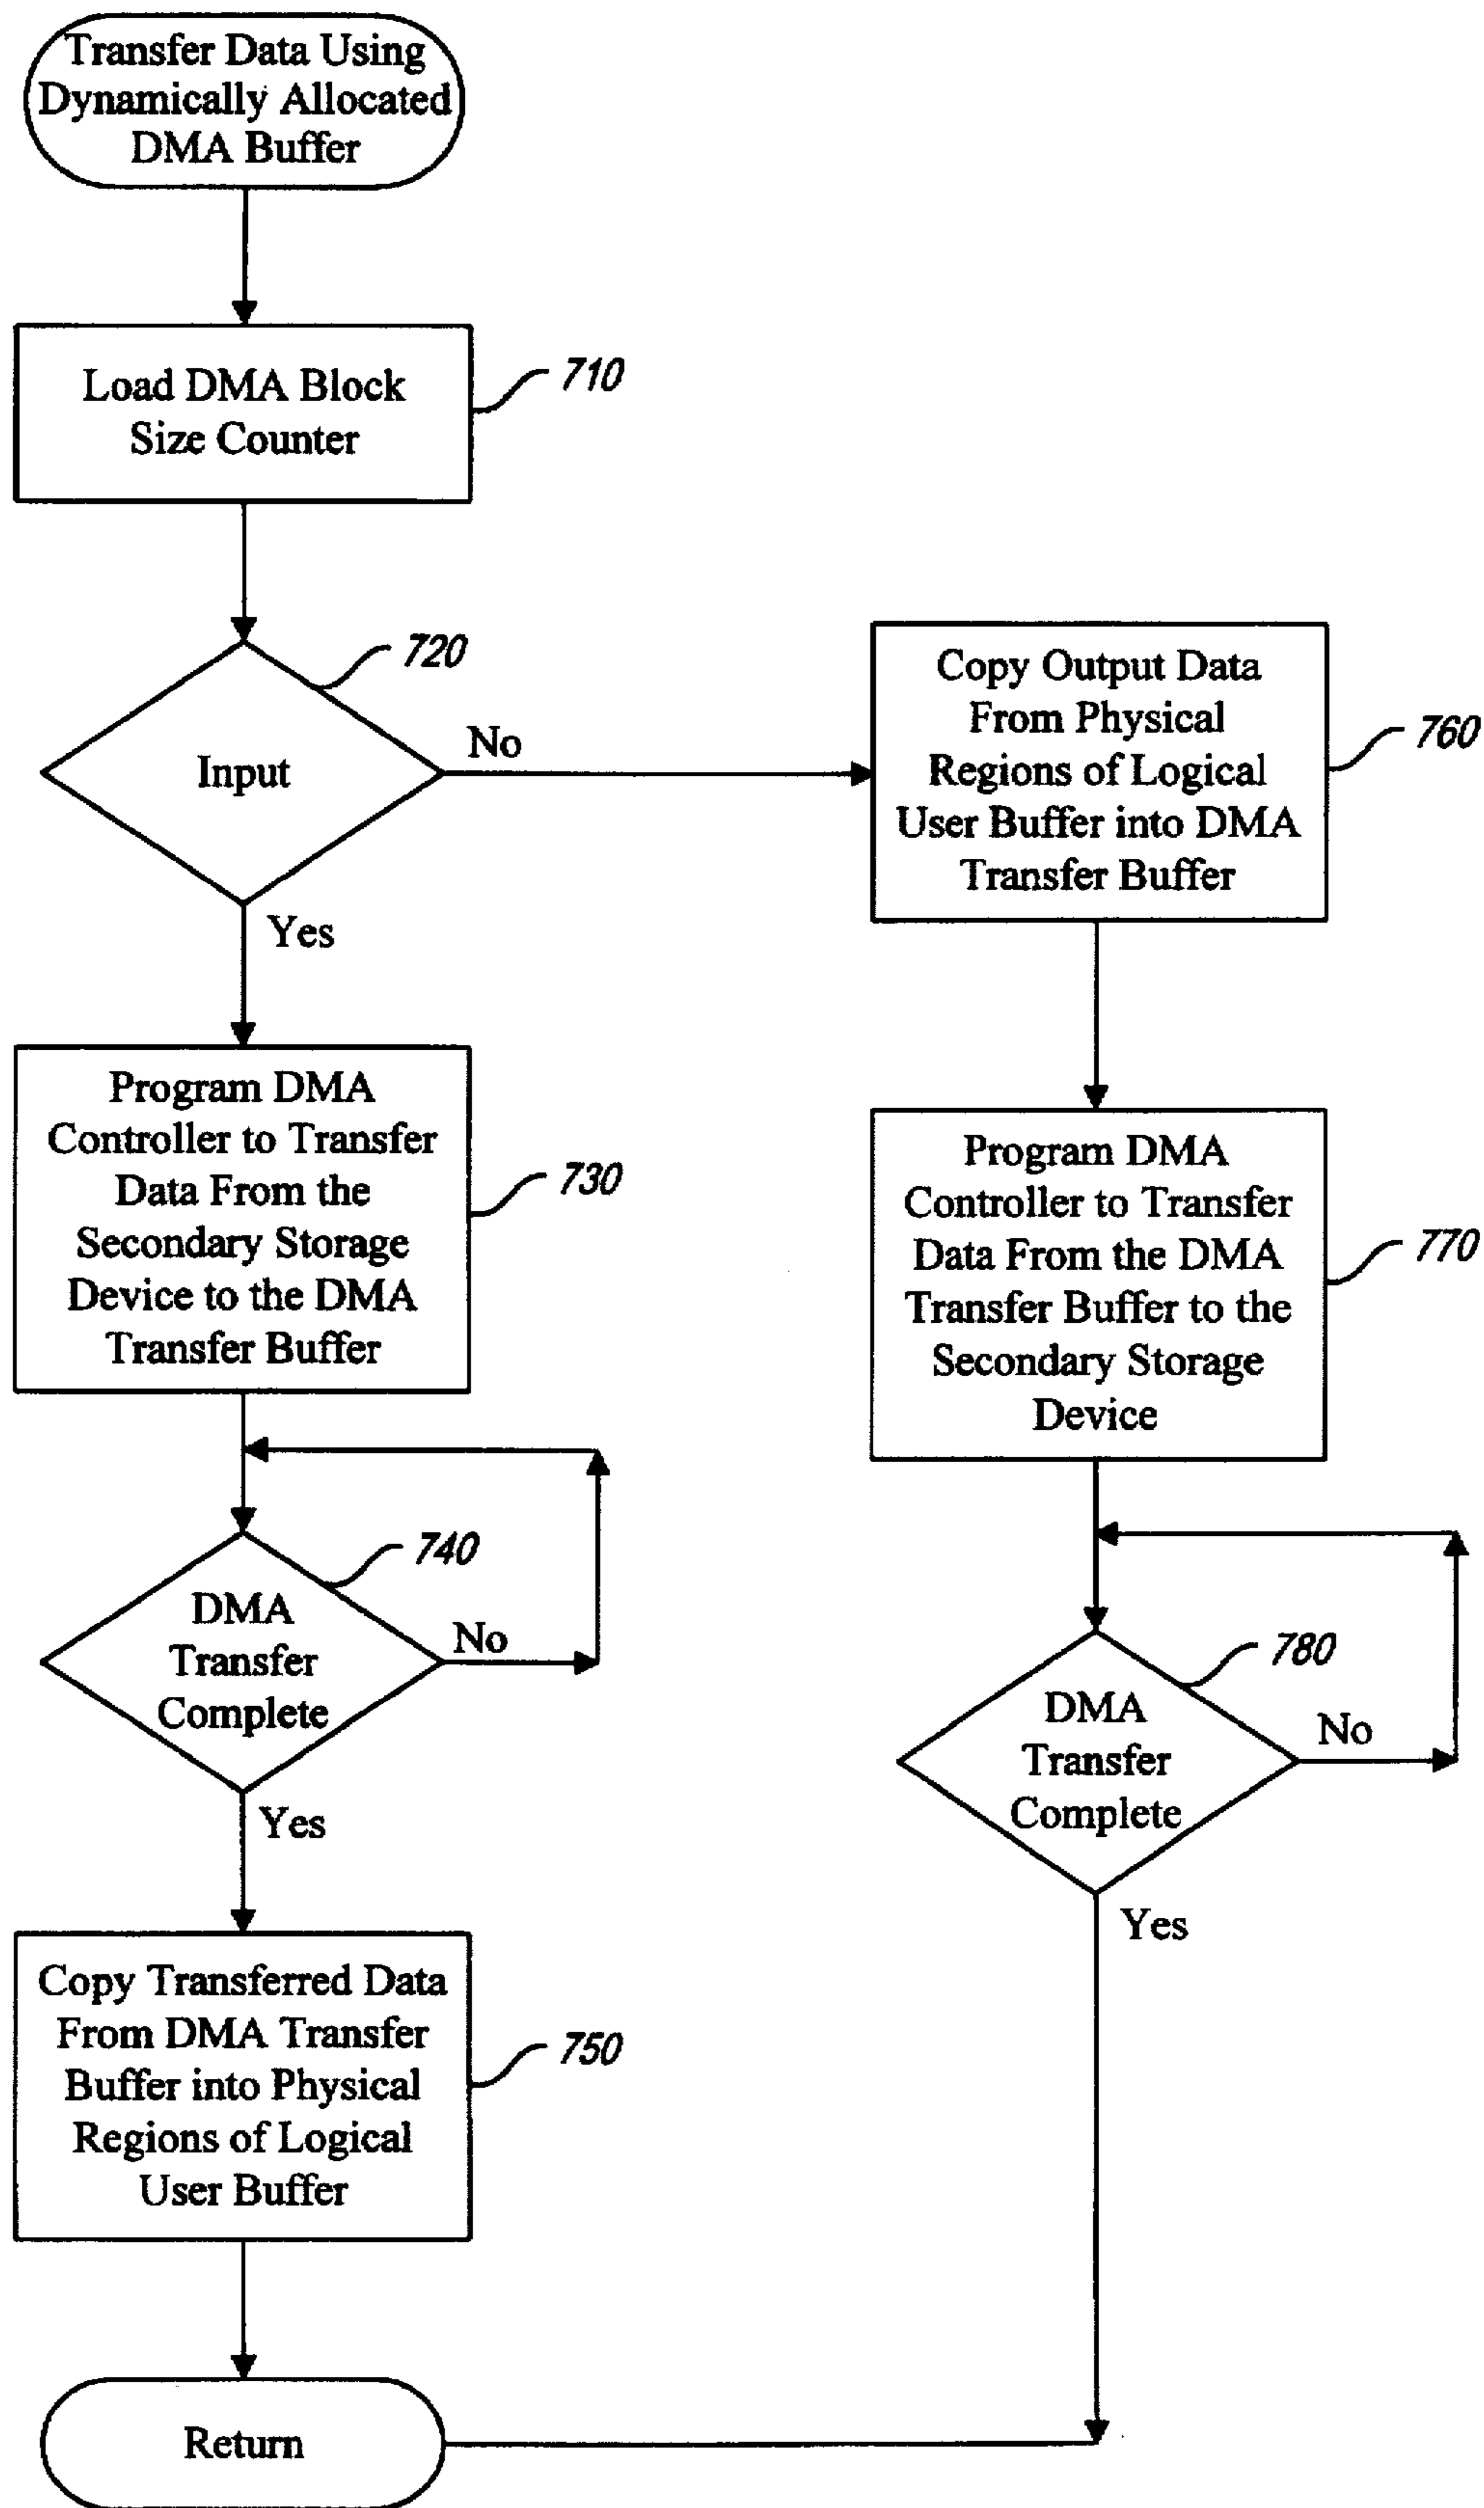 Transfer Data Using
Dynamically Allocated
DMA Buffer
Load DMA Block
Size Counter
710
720
Input
No
Yes
Copy Output Data
From Physical
Regions of Logical
User Buffer into DMA
Transfer Buffer
760
Program DMA
Controller to Transfer
Data From the
Secondary Storage
Device to the DMA
Transfer Buffer
730
Program DMA
Controller to Transfer
Data From the DMA
Transfer Buffer to the
Secondary Storage
Device
770
740
DMA
Transfer
Complete
No
Yes
780
DMA
Transfer
Complete
No
Yes
Copy Transferred Data
From DMA Transfer
Buffer into Physical
Regions of Logical
User Buffer
750
Return